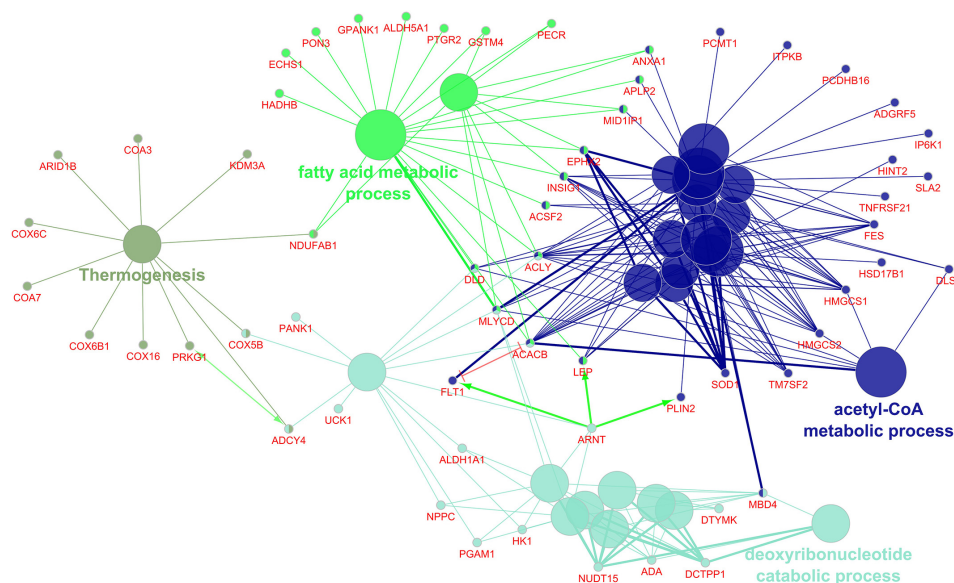 GPANK1
ALDH5A1
PTGR2
GSTM4
PECR
PON3
ECHS1
HADHB
ANXA1
APLP2
MID1IP1
PCMT1
ITPKB
PCDHB16
ADGRF5
IP6K1
HINT2
SLA2
TNFRSF21
FES
HSD17B1
DLS
HMGCS1
HMGCS2
COA3
ARID1B
KDM3A
COX6C
NDUFAB1
COA7
COX6B1
COX16
PRKG1
COX5B
Thermogenesis
fatty acid metabolic
process
EPHX2
INSIG1
ACSF2
ACLY
DLD
MLYCD
ACACB
PANK1
FLT1
LEP
PLIN2
SOD1
TM7SF2
acetyl-CoA
metabolic process
UCK1
ADCY4
ARNT
ALDH1A1
NPPC
PGAM1
HK1
NUDT15
ADA
DCTPP1
DTYMK
MBD4
deoxyribonucleotide
catabolic process